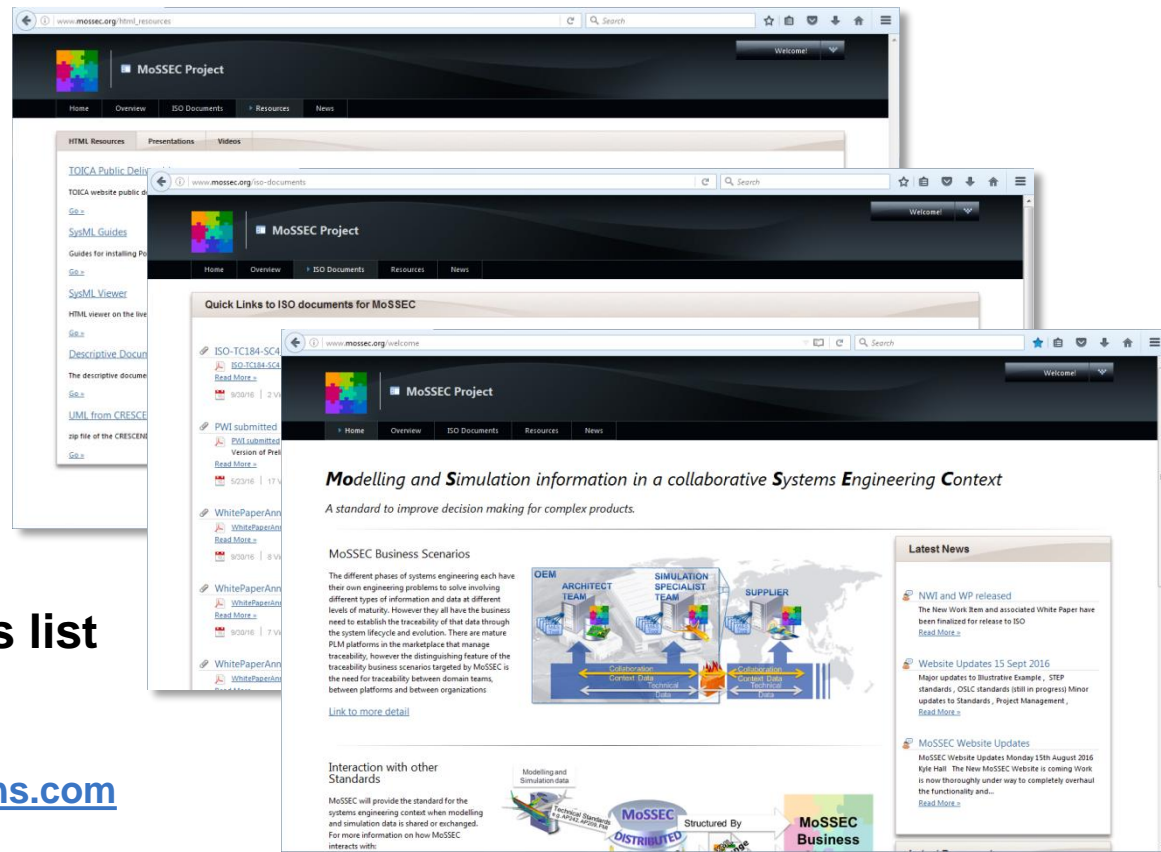 www.mossec.org/html_resources
Search
Welcome!
MoSSEC Project
Home Overview ISO Documents Resources News
HTML Resources Presentations Videos
TOICA Public
TOICA website public
Go »
SysML Guides
Guides for installing
Go »
SysML Viewer
HTML viewer on the live
Go »
Descriptive
The descriptive
Go »
UML from
zip file of the
Go »
www.mossec.org/iso-documents
Search
Welcome!
MoSSEC Project
Home Overview ISO Documents Resources News
Quick Links to ISO documents for MoSSEC
ISO-TC184-SC4
ISO-TC184-SC4
Read More »
9/30/16 | 2
PWI submitted
PWI submitted
Version of
Read More »
5/23/16 | 17
WhitePaperAnn
WhitePaperAnn
Read More »
9/30/16 | 8
WhitePaperAnn
WhitePaperAnn
Read More »
9/30/16 | 7
WhitePaperAnn
WhitePaperAnn
www.mossec.org/welcome
Search
Welcome!
MoSSEC Project
Home Overview ISO Documents Resources News
Modelling and Simulation information in a collaborative Systems Engineering Context
A standard to improve decision making for complex products.
MoSSEC Business Scenarios
The different phases of systems engineering each have
their own engineering problems to solve involving
different types of information and data at different
levels of maturity. However they all have the business
need to establish the traceability of that data through
the system lifecycle and evolution. There are mature
PLM platforms in the marketplace that manage
traceability, however the distinguishing feature of the
traceability business scenarios targeted by MoSSEC is
the need for traceability between domain teams,
between platforms and between organizations
Link to more detail
OEM
ARCHITECT
TEAM
SIMULATION
SPECIALIST
TEAM
SUPPLIER
Collaboration
Context Data
Technical
Data
Collaboration
Context Data
Technical
Data
Interaction with other
Standards
MoSSEC will provide the standard for the
systems engineering context when modelling
and simulation data is shared or exchanged.
For more information on how MoSSEC
interacts with:
Modelling and
Simulation data
Technical Standards
MoSSEC
DISTRIBUTED
Structured By
MoSSEC
Business
Latest News
NWI and WP released
The New Work Item and associated White Paper have
been finalized for release to ISO
Read More »
Website Updates 15 Sept 2016
Major updates to Illustrative Example , STEP
standards , OSLC standards (still in progress) Minor
updates to Standards , Project Management ,
Read More »
MoSSEC Website Updates
MoSSEC Website Updates Monday 15th August 2016
Kyle Hall The New MoSSEC Website is coming Work
is now thoroughly under way to completely overhaul
the functionality and...
Read More »
s list
ns.com